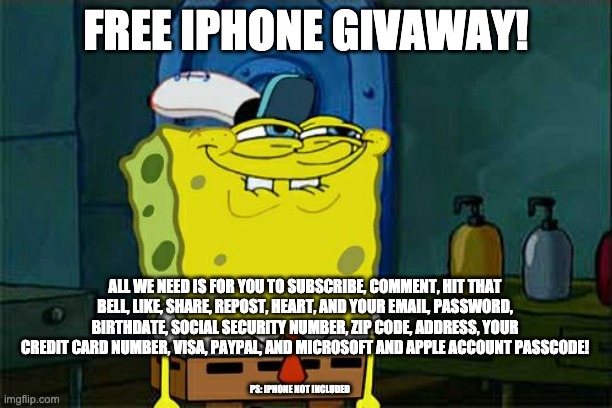 FREE IPHONE GIVAWAY!
ALL WE NEED IS FOR YOU TO SUBSCRIBE, COMMENT, HIT THAT
BELL, LIKE, SHARE, REPOST, HEART, AND YOUR EMAIL, PASSWORD,
BIRTHDATE, SOCIAL SECURITY NUMBER, ZIP CODE, ADDRESS, YOUR
CREDIT CARD NUMBER, VISA, PAYPAL, AND MICROSOFT AND APPLE ACCOUNT PASSCODE!
PS: IPHONE NOT INCLUDED
imgflip.com